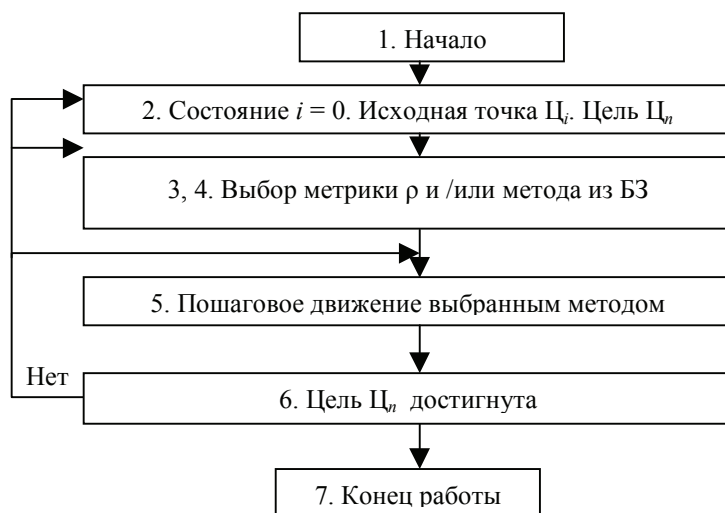 1. Начало
2. Состояние i = 0. Исходная точка Цi. Цель Цn
3, 4. Выбор метрики ρ и /или метода из БЗ
5. Пошаговое движение выбранным методом
Нет
6. Цель Цn достигнута
7. Конец работы